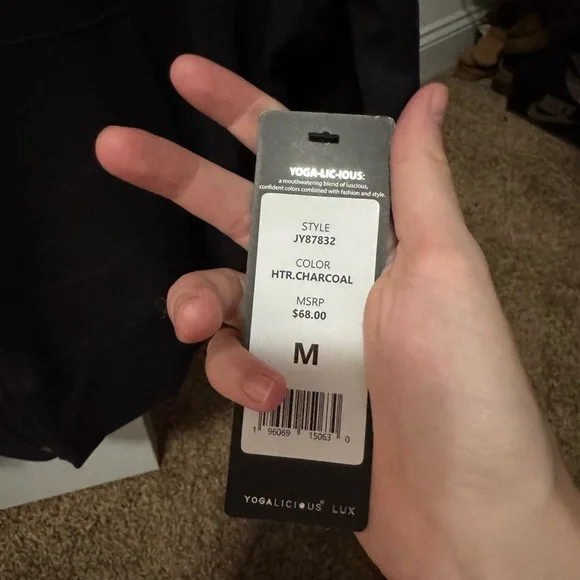 YOGA·LIC·IOUS:
a mouthwatering blend of luscious,
confident colors combined with fashion and style.
STYLE
JY87832
COLOR
HTR.CHARCOAL
MSRP
$68.00
M
1 96069 15063 0
YOGALICIOUS® LUX